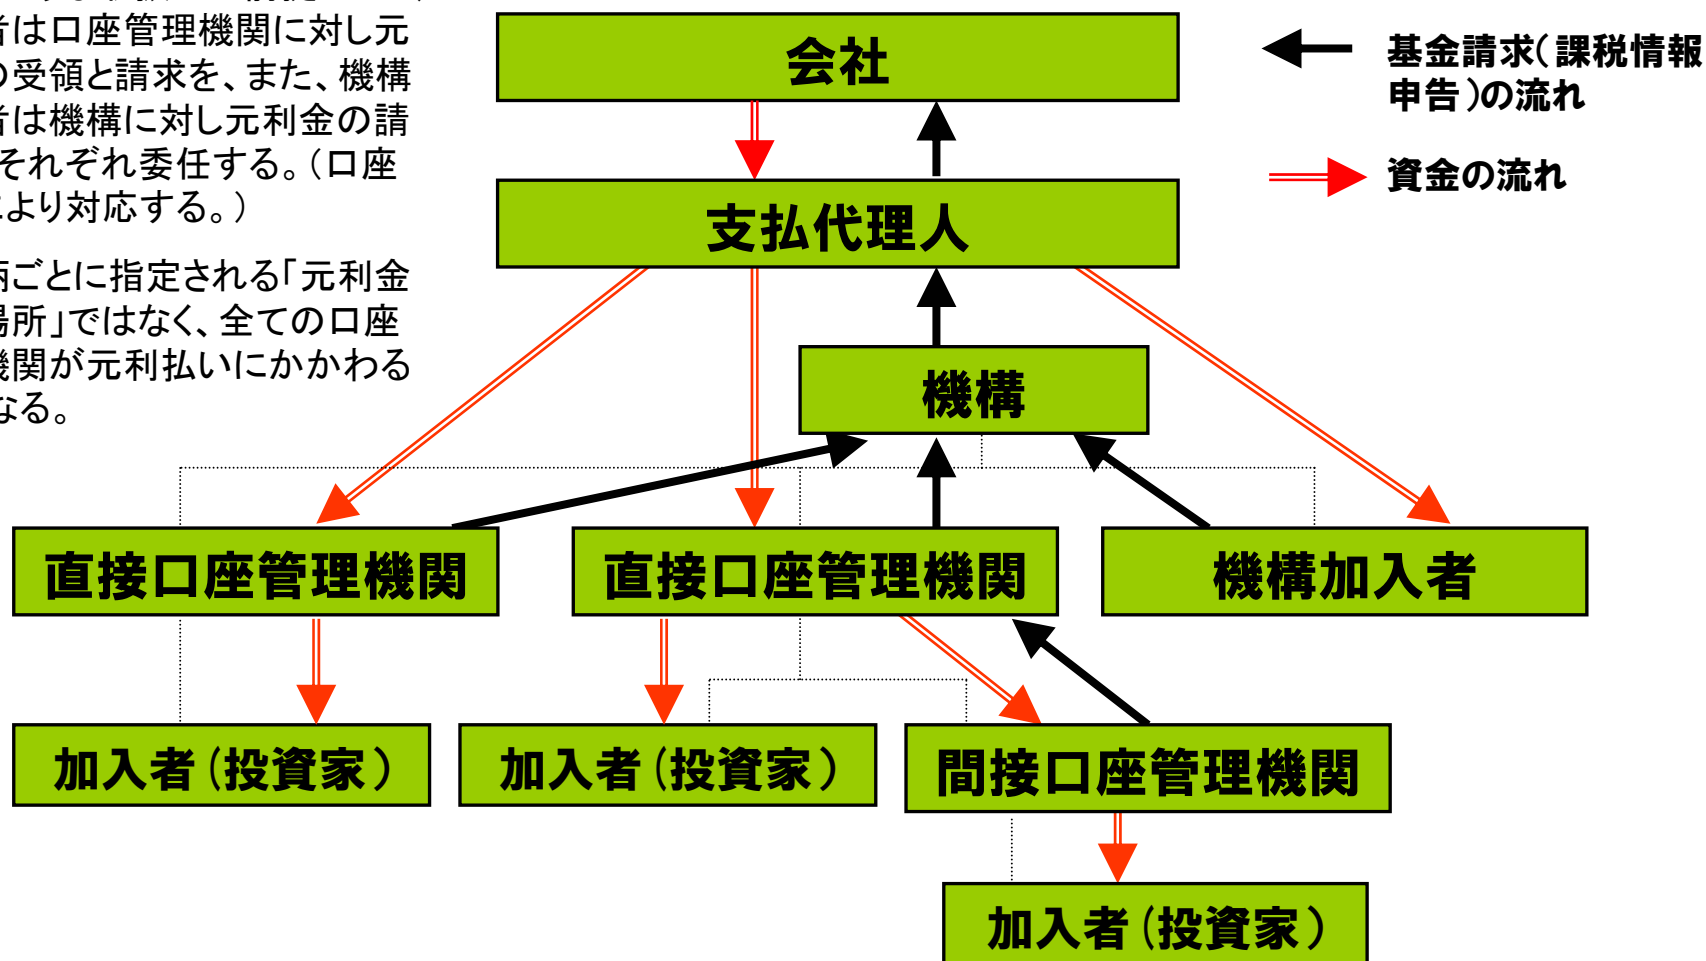 者は口座管理機関に対し元
の受領と請求を、また、機構
者は機構に対し元利金の請
それぞれ委任する。（口座
により対応する。）
柄ごとに指定される「元利金
場所」ではなく、全ての口座
機関が元利払いにかかわる
なる。
会社
基金請求（課税情報
申告）の流れ
資金の流れ
支払代理人
機構
直接口座管理機関
直接口座管理機関
機構加入者
加入者（投資家）
加入者（投資家）
間接口座管理機関
加入者（投資家）